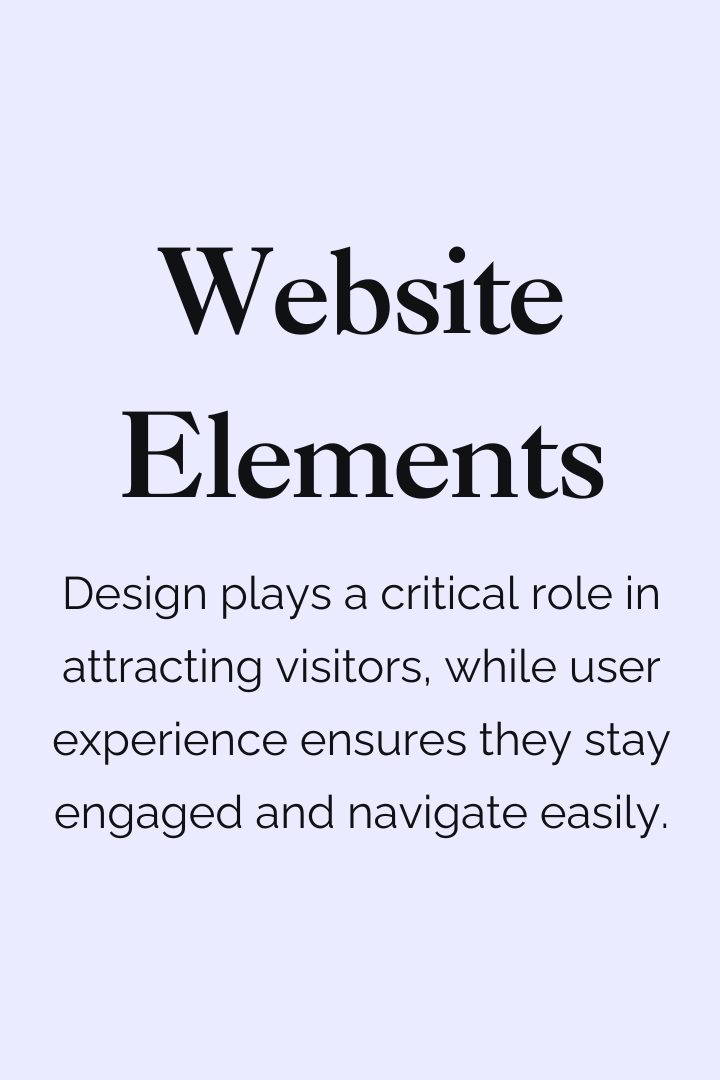 Website
Elements
Design plays a critical role in
attracting visitors, while user
experience ensures they stay
engaged and navigate easily.